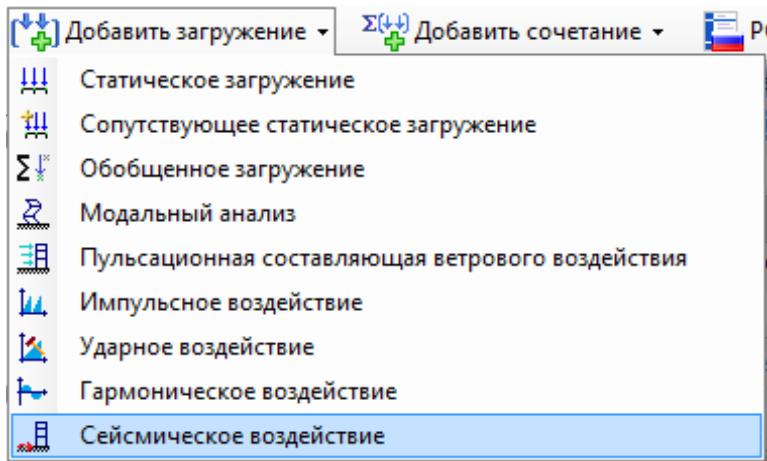 Добавить загружение Добавить сочетание
Статическое загружение
Сопутствующее статическое загружение
Обобщенное загружение
Модальный анализ
Пульсационная составляющая ветрового воздействия
Импульсное воздействие
Ударное воздействие
Гармоническое воздействие
Сейсмическое воздействие